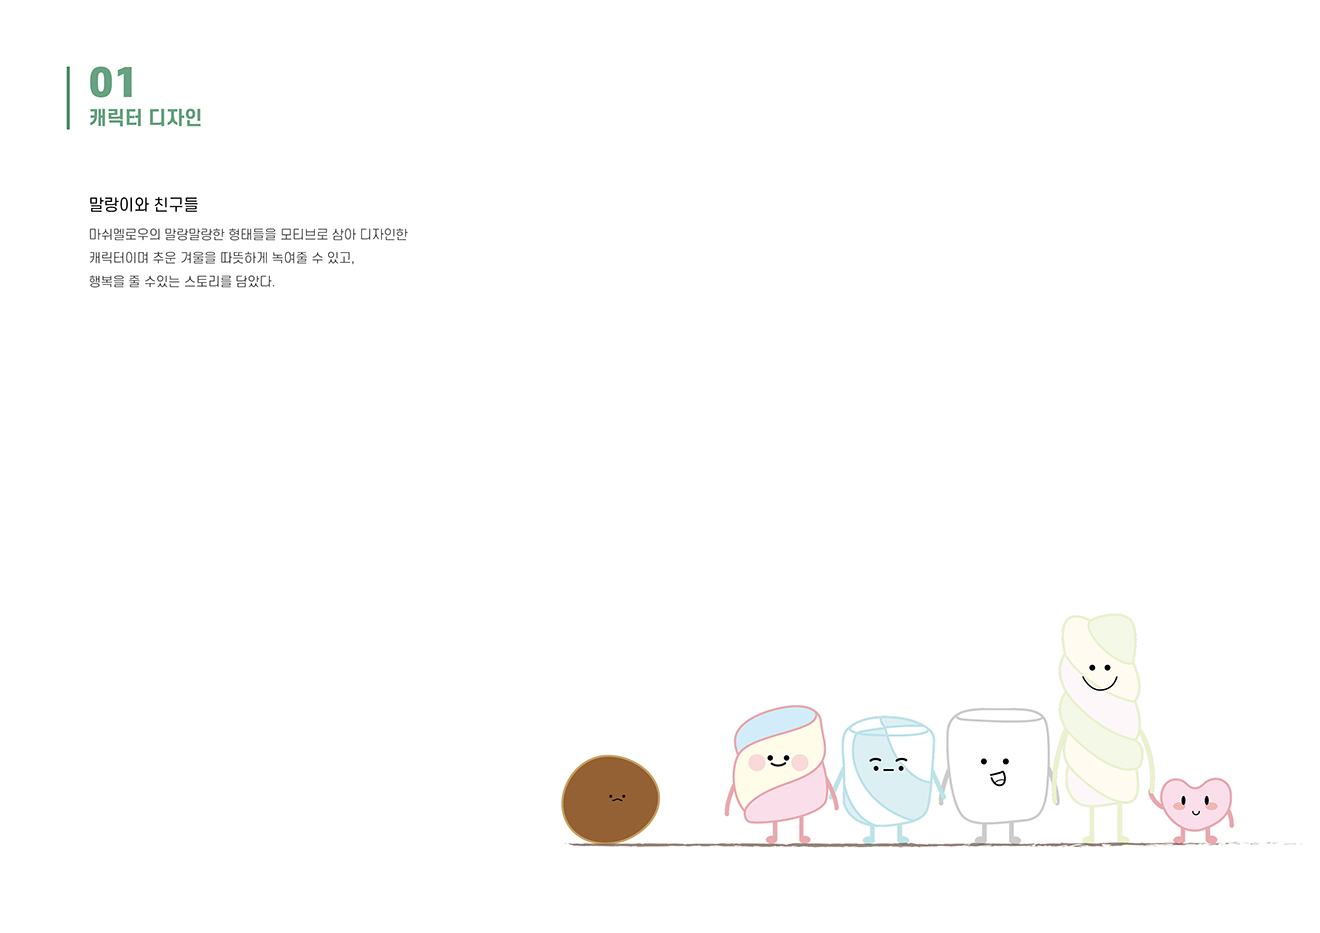 01
캐릭터 디자인
말랑이와 친구들
마쉬멜로우의 말랑말랑한 형태들을 모티브로 삼아 디자인한
캐릭터이며 추운 겨울을 따뜻하게 녹여줄 수 있고,
행복을 줄 수있는 스토리를 담았다.